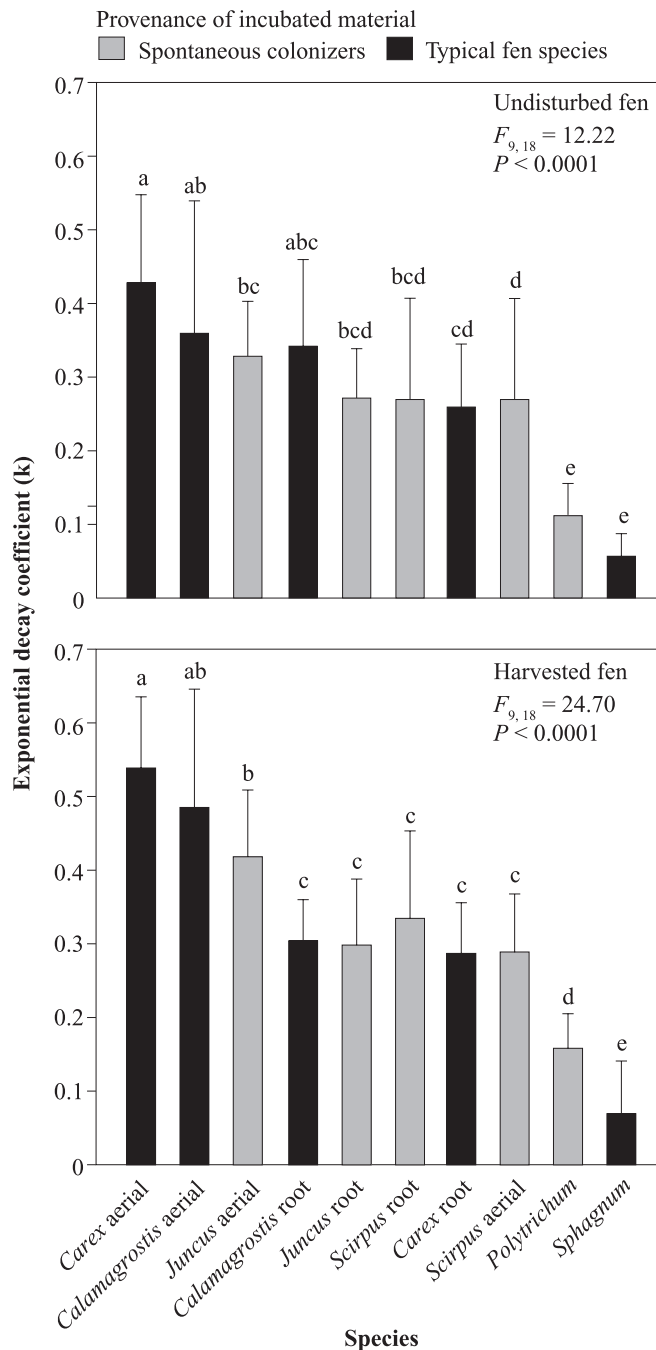 Provenance of incubated material
Spontaneous colonizers Typical fen species
Exponential decay coefficient (k)
0.7
0.6
0.5
0.4
0.3
0.2
0.1
0
Undisturbed fen
F9, 18 = 12.22
P < 0.0001
a
ab
bc
abc
bcd
bcd
cd
d
e
e
0.7
0.6
0.5
0.4
0.3
0.2
0.1
0
Harvested fen
F9, 18 = 24.70
P < 0.0001
a
ab
b
c
c
c
c
c
d
e
Carex aerial
Calamagrostis aerial
Juncus aerial
Calamagrostis root
Juncus root
Scirpus root
Carex root
Scirpus aerial
Polytrichum
Sphagnum
Species